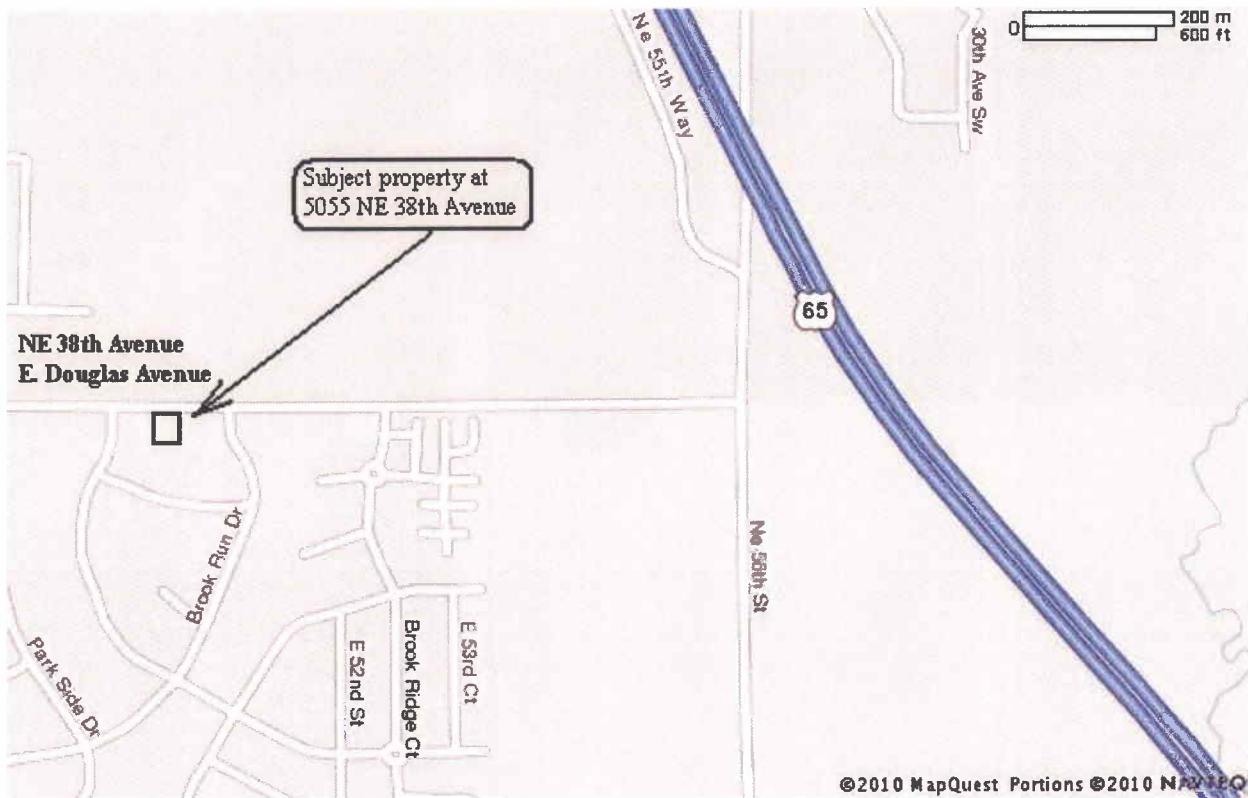 0
200 m
600 ft
Ne 55th Way
30th Ave Sw
Subject property at
5055 NE 38th Avenue
65
NE 38th Avenue
E. Douglas Avenue
Ne 56th St
Brook Run Dr
Park Side Dr
E 52nd St
Brook Ridge Ct
E 53rd Ct
©2010 MapQuest Portions ©2010 NAVTEQ